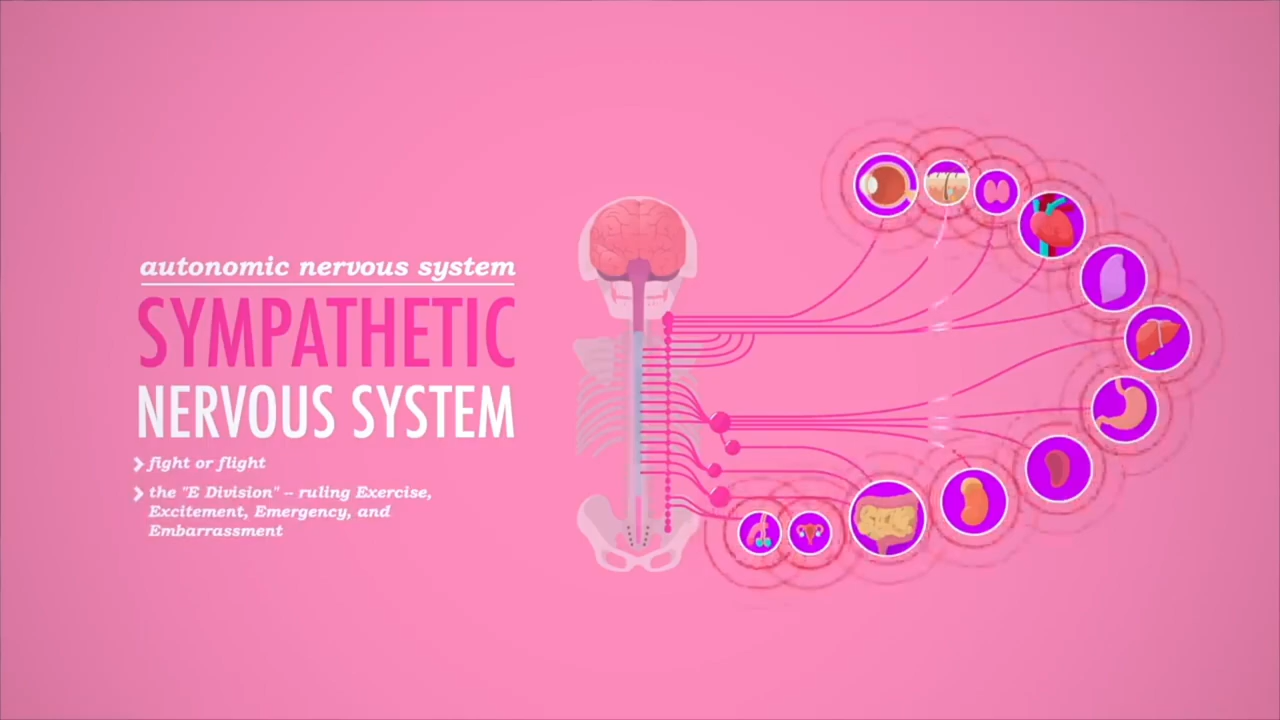 autonomic nervous system
SYMPATHETIC
NERVOUS SYSTEM
fight or flight
the "E Division" – ruling Exercise,
Excitement, Emergency, and
Embarrassment